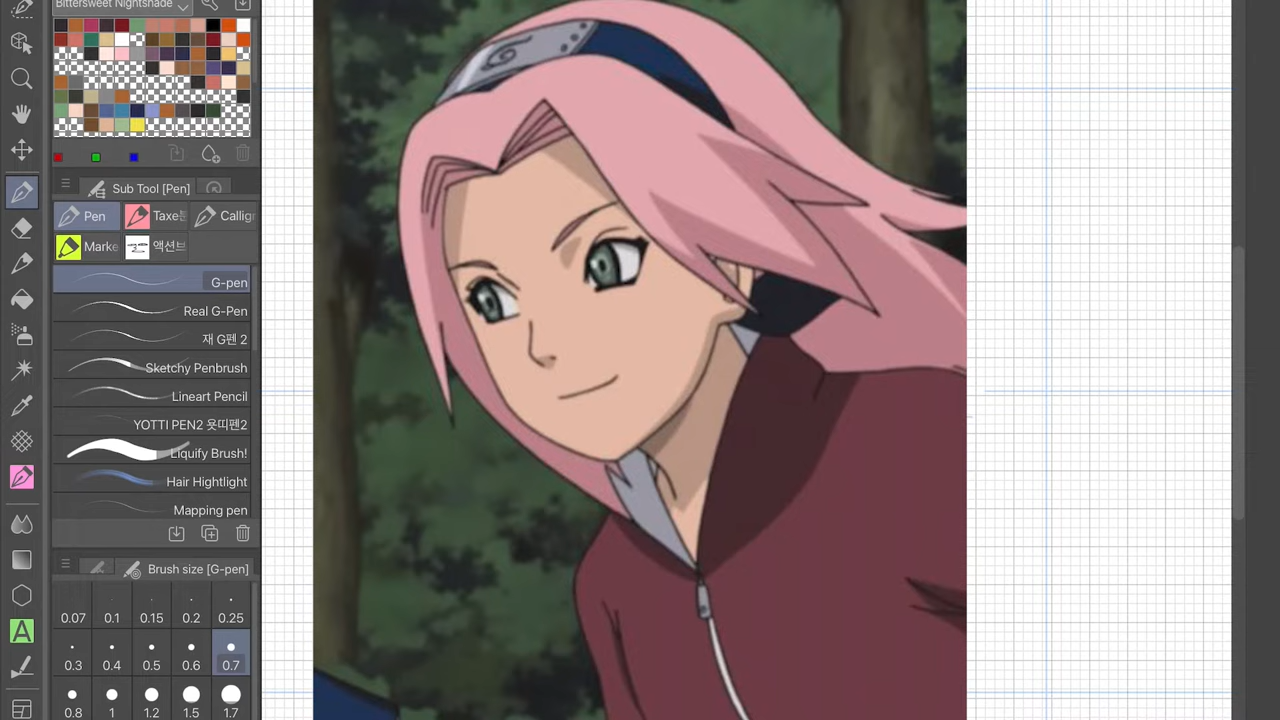 Bittersweet Nightshade
Sub Tool [Pen]
Pen
Calligr
Marke
액션브
G-pen
Real G-Pen
재 G펜 2
Sketchy Penbrush
Lineart Pencil
YOTTI PEN2 욧띠펜2
Liquify Brush!
Hair Hightlight
Mapping pen
Brush size [G-pen]
0.07 0.1 0.15 0.2 0.25
0.3 0.4 0.5 0.6 0.7
0.8 1 1.2 1.5 1.7
A